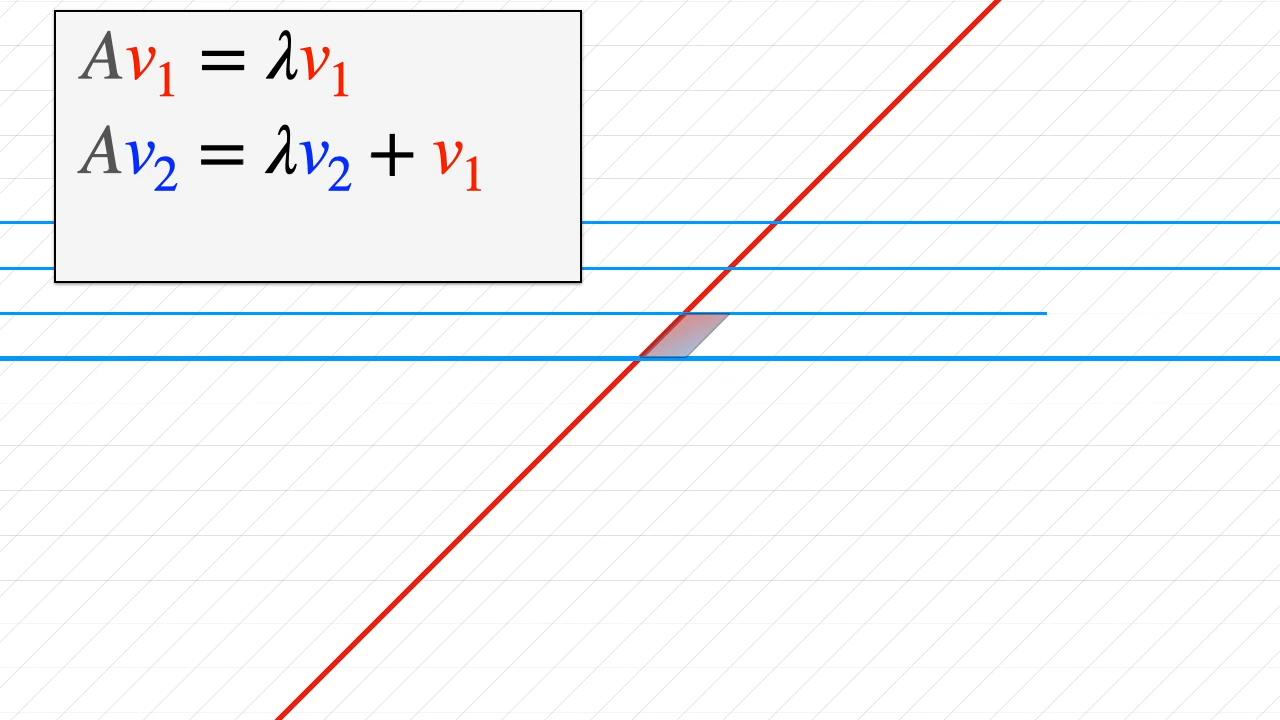 Av₁ = λv₁
Av₂ = λv₂ + v₁